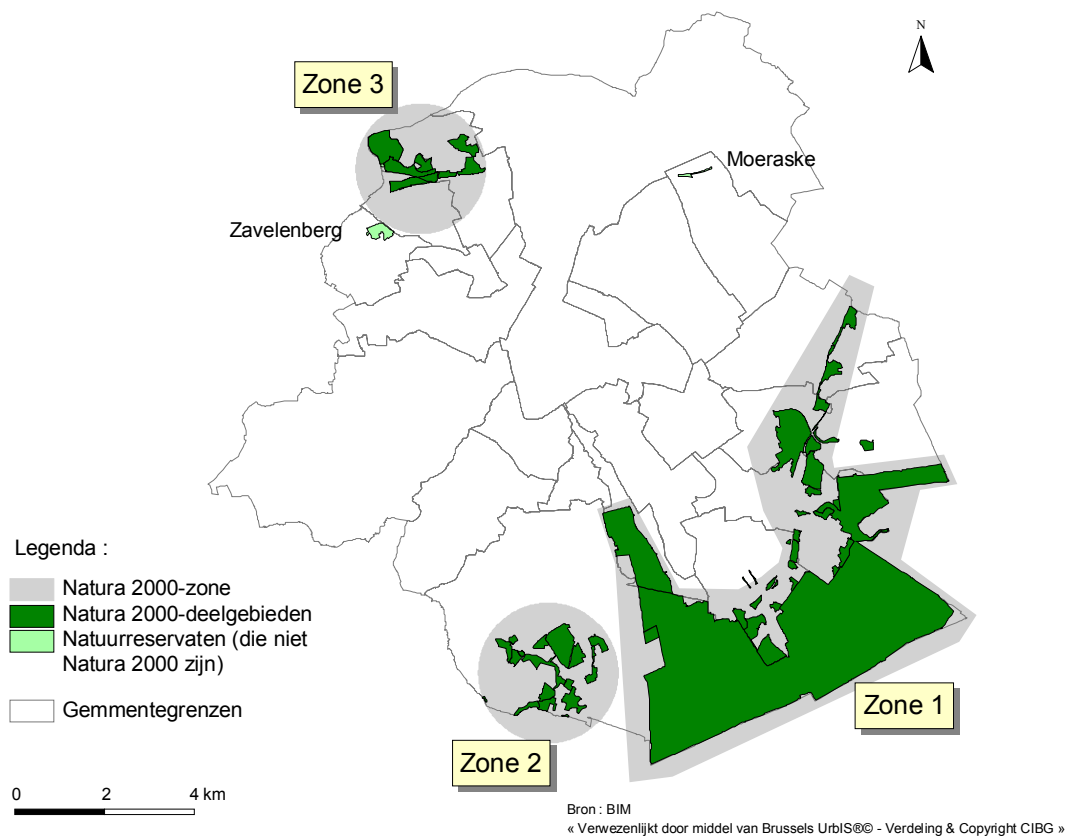 N
Zone 3
Moeraske
Zavelenberg
Legenda :
Natura 2000-zone
Natura 2000-deelgebieden
Natuurreservaten (die niet
Natura 2000 zijn)
Gemmentegrenzen
Zone 1
Zone 2
0 2 4 km
Bron : BIM
« Verwezenlijkt door middel van Brussels UrbIS®© - Verdeling & Copyright CIBG »